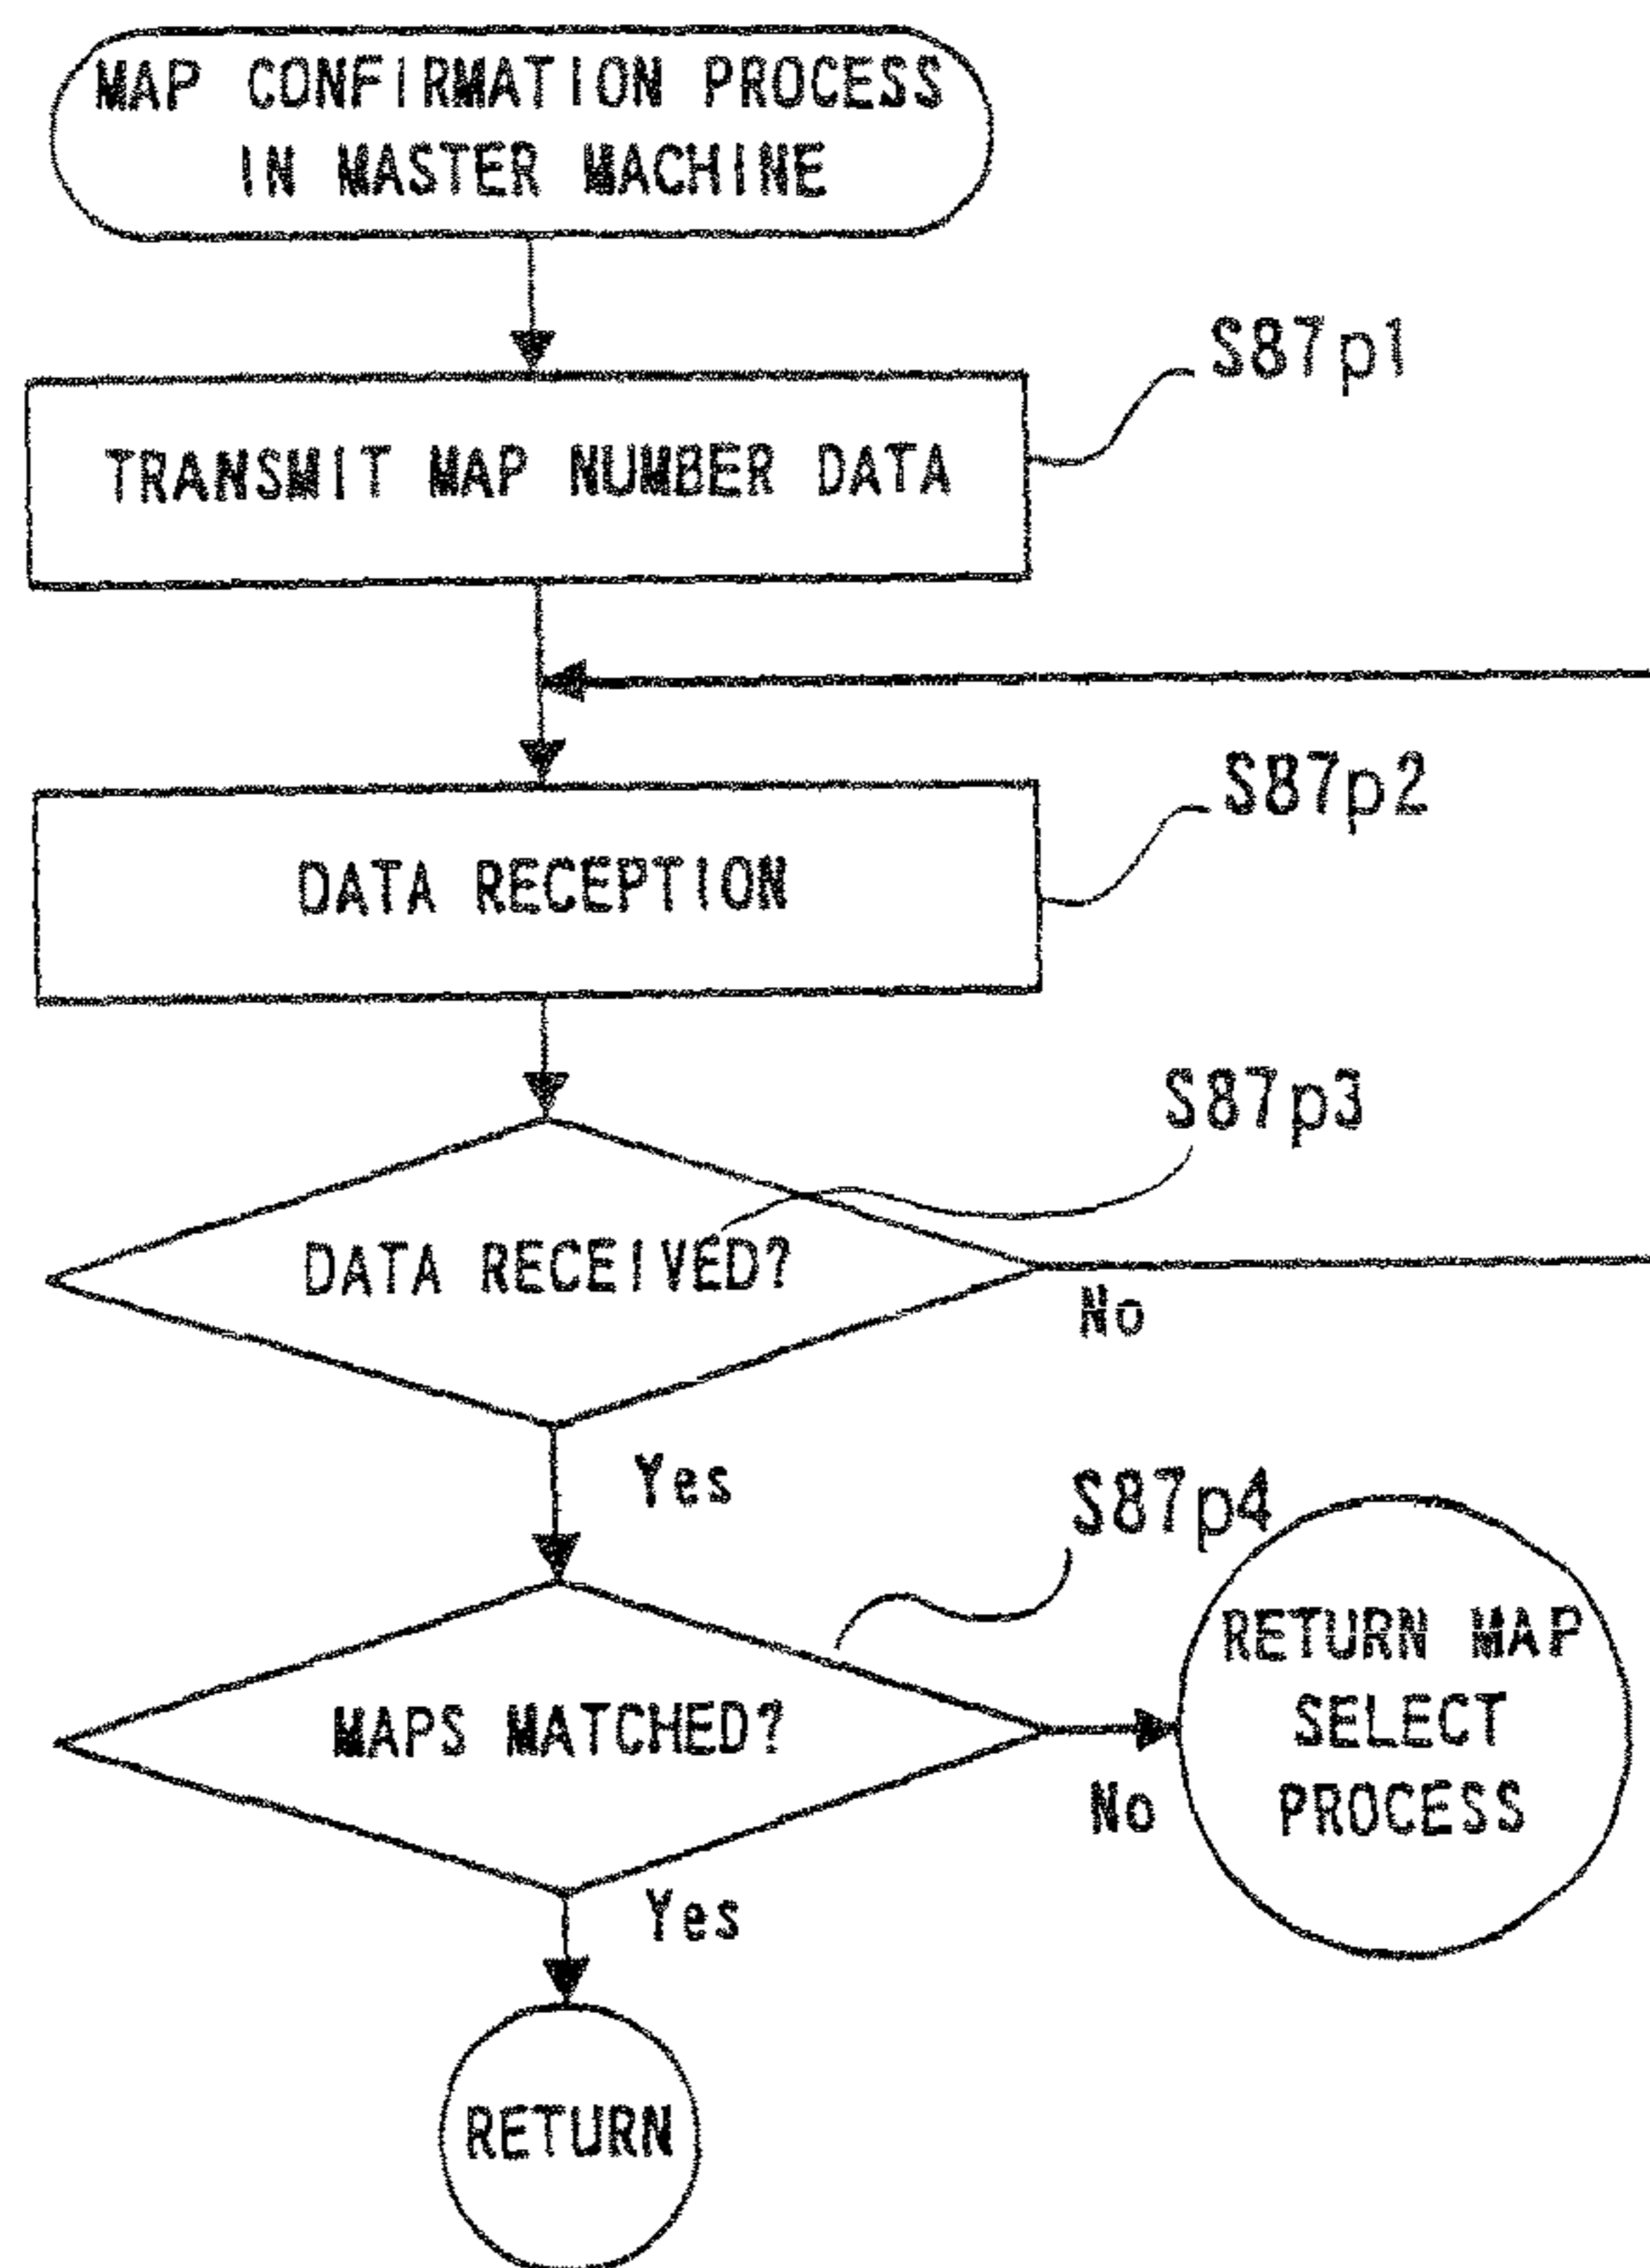 MAP CONFIRMATION PROCESS
IN MASTER MACHINE
S87p1
TRANSMIT MAP NUMBER DATA
S87p2
DATA RECEPTION
S87p3
DATA RECEIVED?
No
Yes
S87p4
MAPS MATCHED?
No
RETURN MAP
SELECT
PROCESS
Yes
RETURN